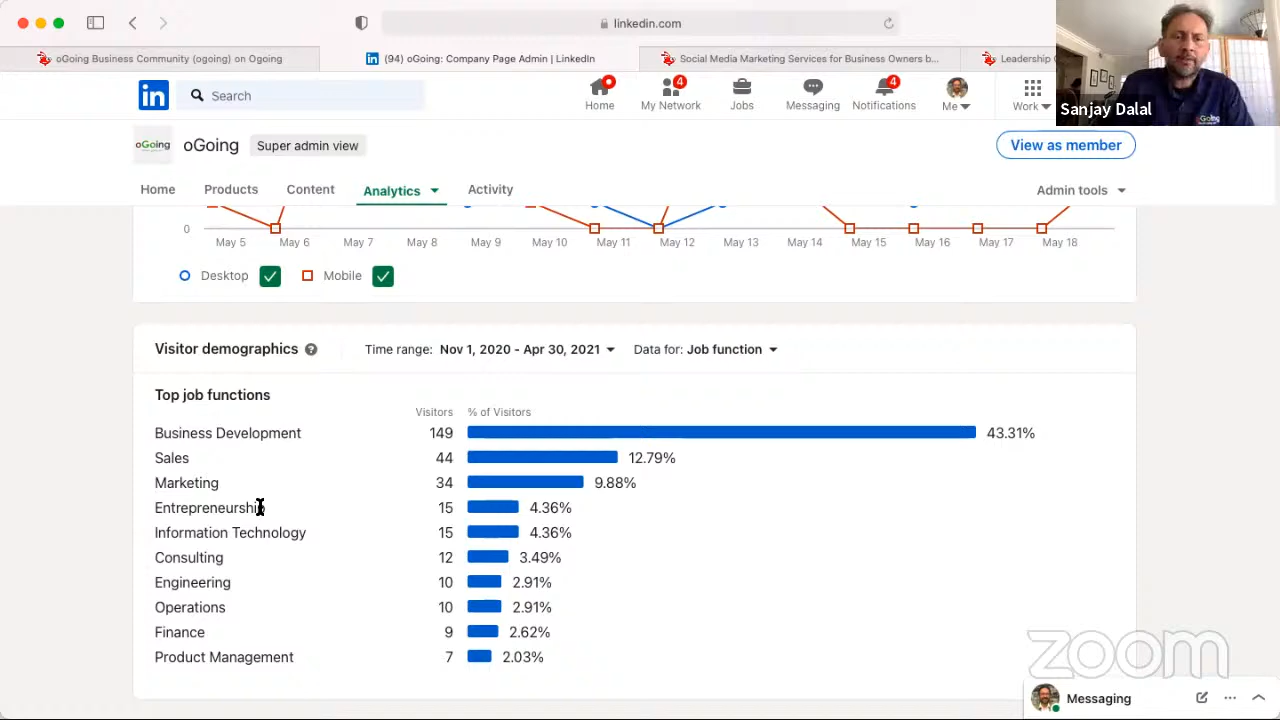 linkedin.com
oGoing Business Community (ogoing) on Ogoing
(94) oGoing: Company Page Admin | LinkedIn
Social Media Marketing Services for Business Owners b...
Leadership
in
Search
Home
4
My Network
Jobs
Messaging
4
Notifications
Me
Work
oGoing
Sanjay Dalal
oGoing
oGoing
Super admin view
View as member
Home
Products
Content
Analytics
Activity
Admin tools
0
May 5
May 6
May 7
May 8
May 9
May 10
May 11
May 12
May 13
May 14
May 15
May 16
May 17
May 18
Desktop
Mobile
Visitor demographics ?
Time range: Nov 1, 2020 - Apr 30, 2021
Data for: Job function
Top job functions
Visitors % of Visitors
Business Development 149 43.31%
Sales 44 12.79%
Marketing 34 9.88%
Entrepreneurship 15 4.36%
Information Technology 15 4.36%
Consulting 12 3.49%
Engineering 10 2.91%
Operations 10 2.91%
Finance 9 2.62%
Product Management 7 2.03%
zoom
Messaging